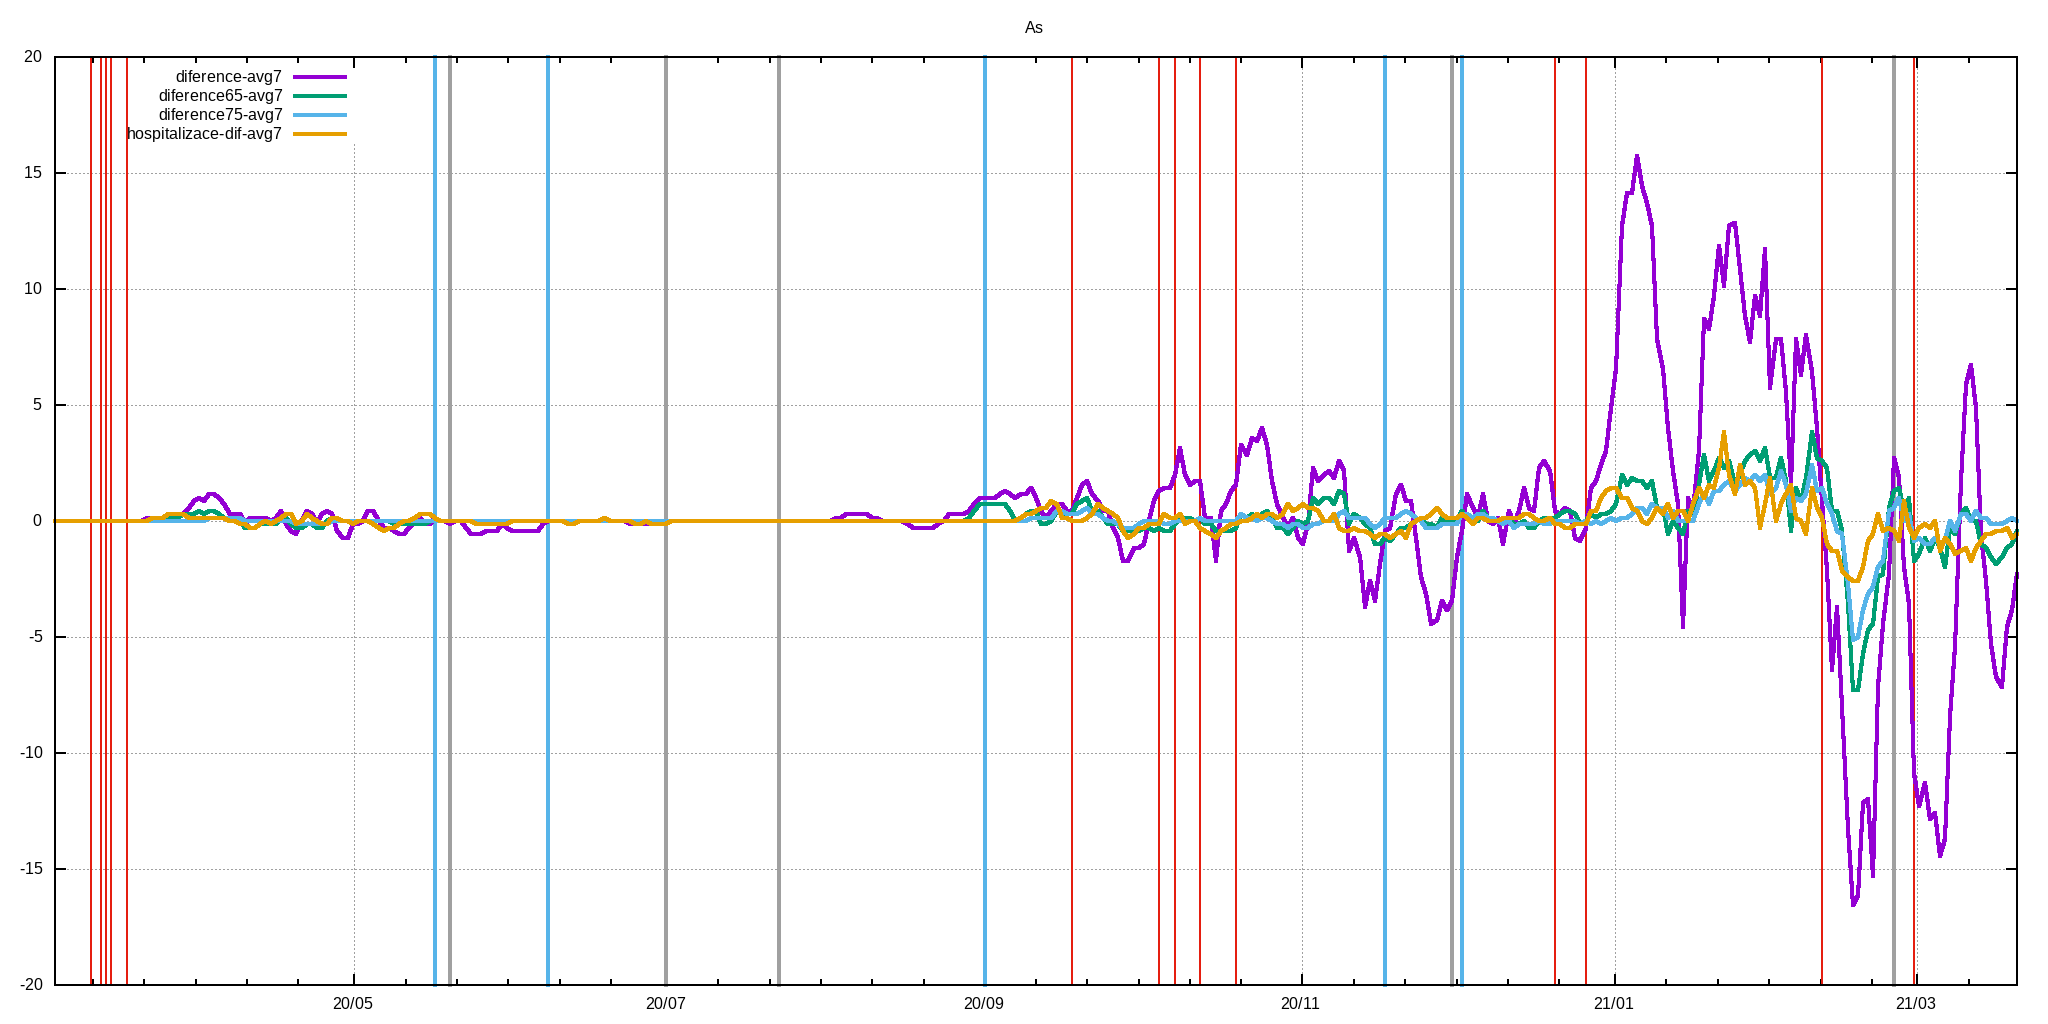 As
20
diference-avg7
diference65-avg7
diference75-avg7
hospitalizace-dif-avg7
15
10
5
0
-5
-10
-15
-20
20/05 20/07 20/09 20/11 21/01 21/03